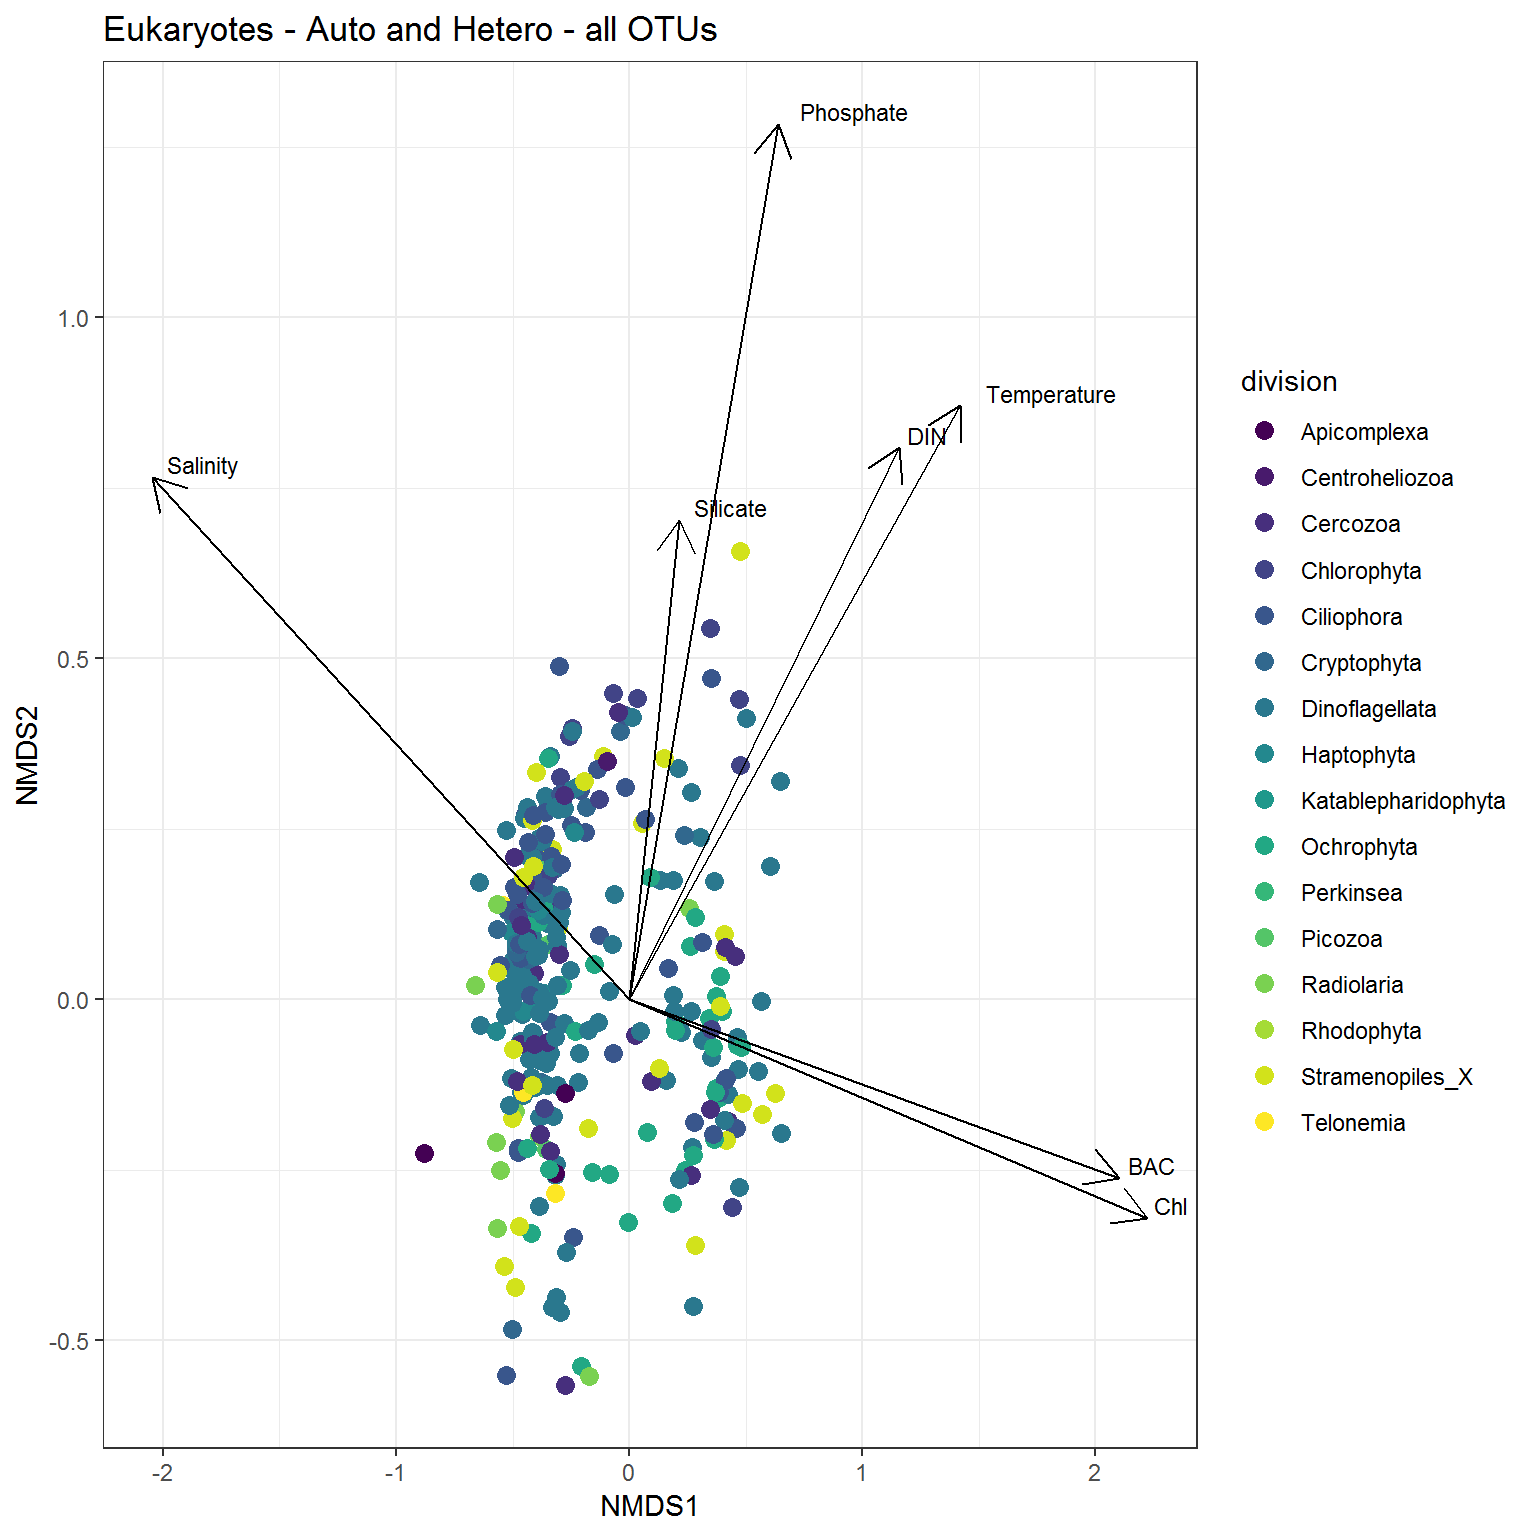 Eukaryotes - Auto and Hetero - all OTUs
Phosphate
Temperature
DIN
Salinity
Silicate
BAC
Chl
1.0
0.5
0.0
-0.5
NMDS2
-2
-1
0
1
2
NMDS1
division
Apicomplexa
Centroheliozoa
Cercozoa
Chlorophyta
Ciliophora
Cryptophyta
Dinoflagellata
Haptophyta
Katablepharidophyta
Ochrophyta
Perkinsea
Picozoa
Radiolaria
Rhodophyta
Stramenopiles_X
Telonemia